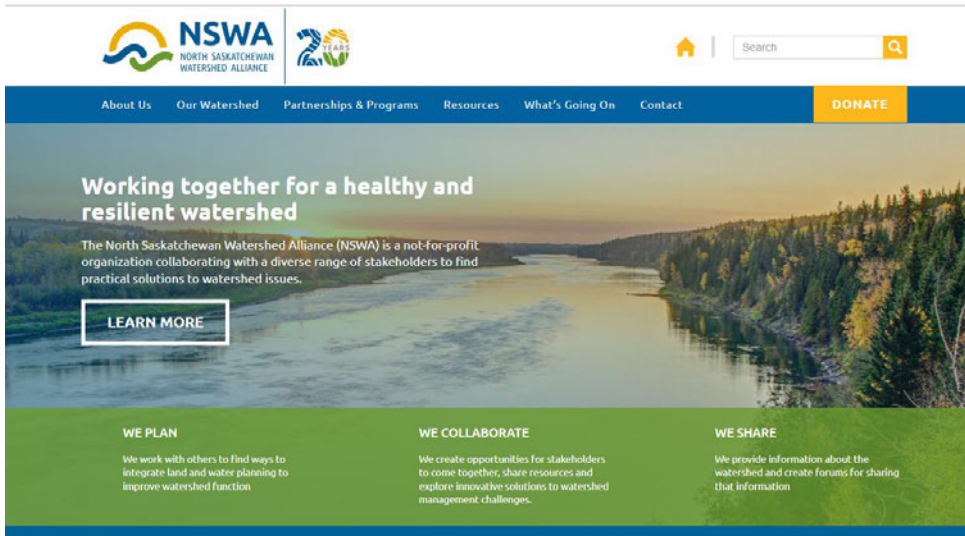 NSWA
NORTH SASKATCHEWAN
WATERSHED ALLIANCE
20
YEARS
Search
About Us
Our Watershed
Partnerships & Programs
Resources
What's Going On
Contact
DONATE
Working together for a healthy and
resilient watershed
The North Saskatchewan Watershed Alliance (NSWA) is a not-for-profit
organization collaborating with a diverse range of stakeholders to find
practical solutions to watershed issues.
LEARN MORE
WE PLAN
We work with others to find ways to
integrate land and water planning to
improve watershed function
WE COLLABORATE
We create opportunities for stakeholders
to come together, share resources and
explore innovative solutions to watershed
management challenges.
WE SHARE
We provide information about the
watershed and create forums for sharing
that information